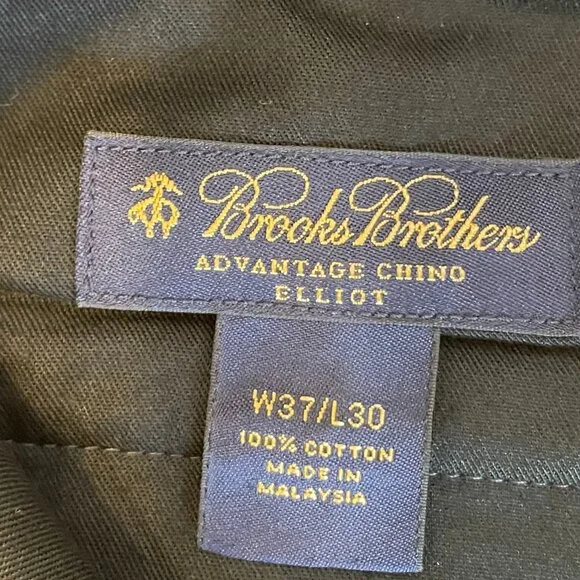 Brooks Brothers
ADVANTAGE CHINO
ELLIOT
W37/L30
100% COTTON
MADE IN
MALAYSIA